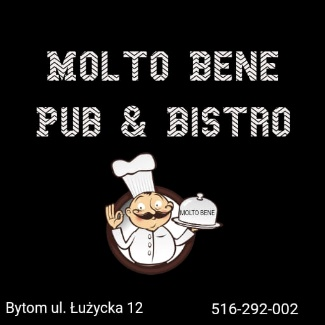 MOLTO BENE
PUB & BISTRO
MOLTO BENE
Bytom ul. Łużycka 12
516-292-002